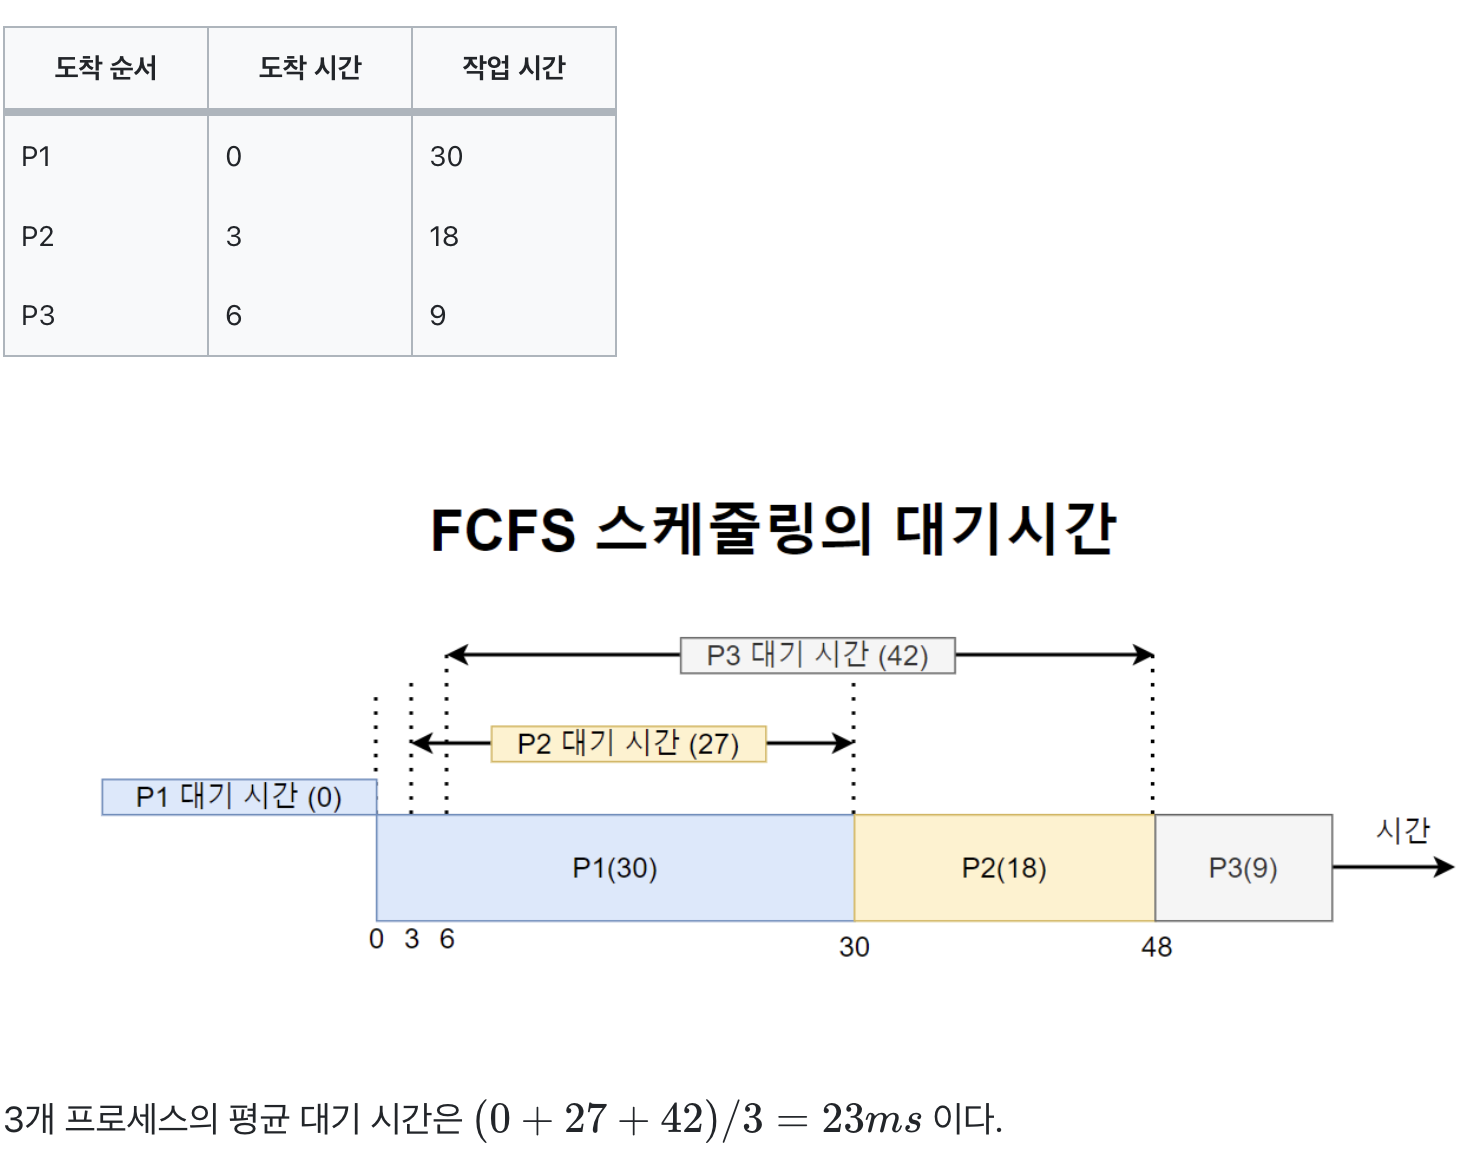 도착 순서 도착 시간 작업 시간
P1 0 30
P2 3 18
P3 6 9
FCFS 스케줄링의 대기시간
P3 대기 시간 (42)
P2 대기 시간 (27)
P1 대기 시간 (0)
시간
P1(30) P2(18) P3(9)
0 3 6 30 48
3개 프로세스의 평균 대기 시간은 (0 + 27 + 42)/3 = 23ms 이다.